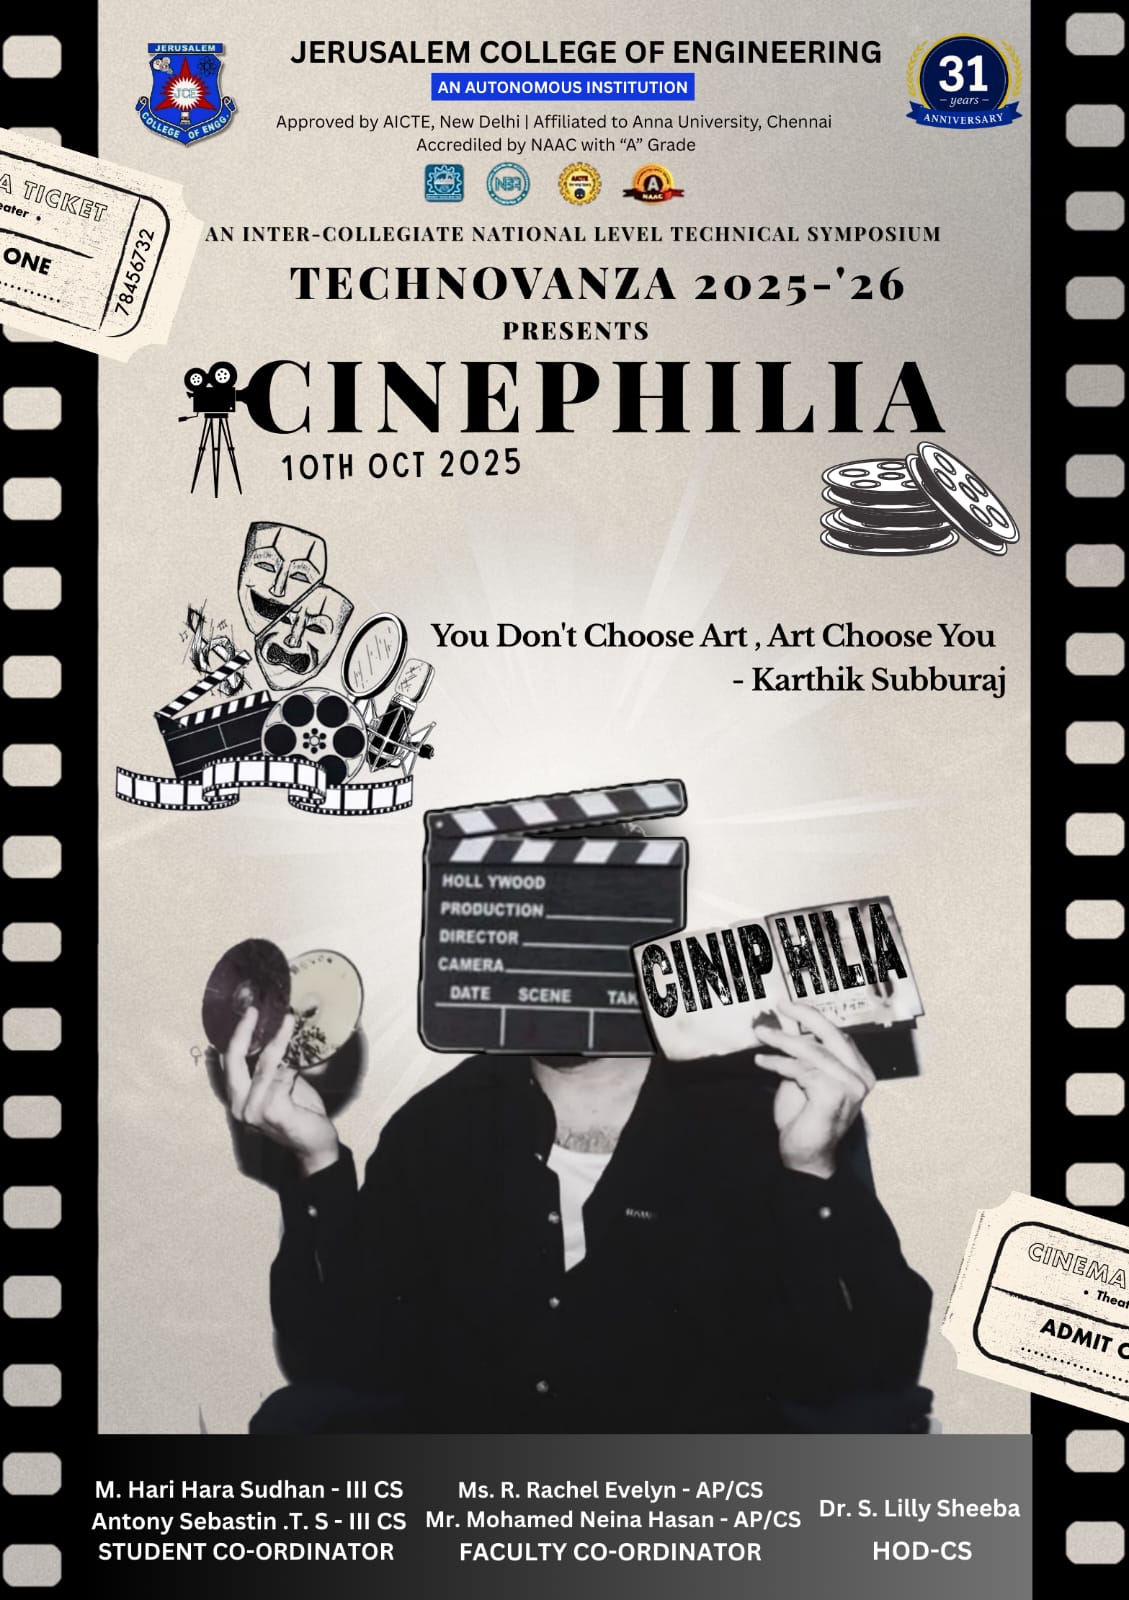 JERUSALEM
JCE
COLLEGE OF ENGG.
JERUSALEM COLLEGE OF ENGINEERING
AN AUTONOMOUS INSTITUTION
Approved by AICTE, New Delhi | Affiliated to Anna University, Chennai
Accrediled by NAAC with “A” Grade
31
years
ANNIVERSARY
AICTE
A
NAAC
A TICKET
eater •
ONE
78456732
AN INTER-COLLEGIATE NATIONAL LEVEL TECHNICAL SYMPOSIUM
TECHNOVANZA 2025-'26
PRESENTS
CINEPHILIA
10TH OCT 2025
You Don't Choose Art , Art Choose You
- Karthik Subburaj
HOLL YWOOD
PRODUCTION
DIRECTOR
CAMERA
DATE SCENE TAK
CINIPHILIA
CINEMA
• Theat
ADMIT O
M. Hari Hara Sudhan - III CS
Antony Sebastin .T. S - III CS
STUDENT CO-ORDINATOR
Ms. R. Rachel Evelyn - AP/CS
Mr. Mohamed Neina Hasan - AP/CS
FACULTY CO-ORDINATOR
Dr. S. Lilly Sheeba
HOD-CS